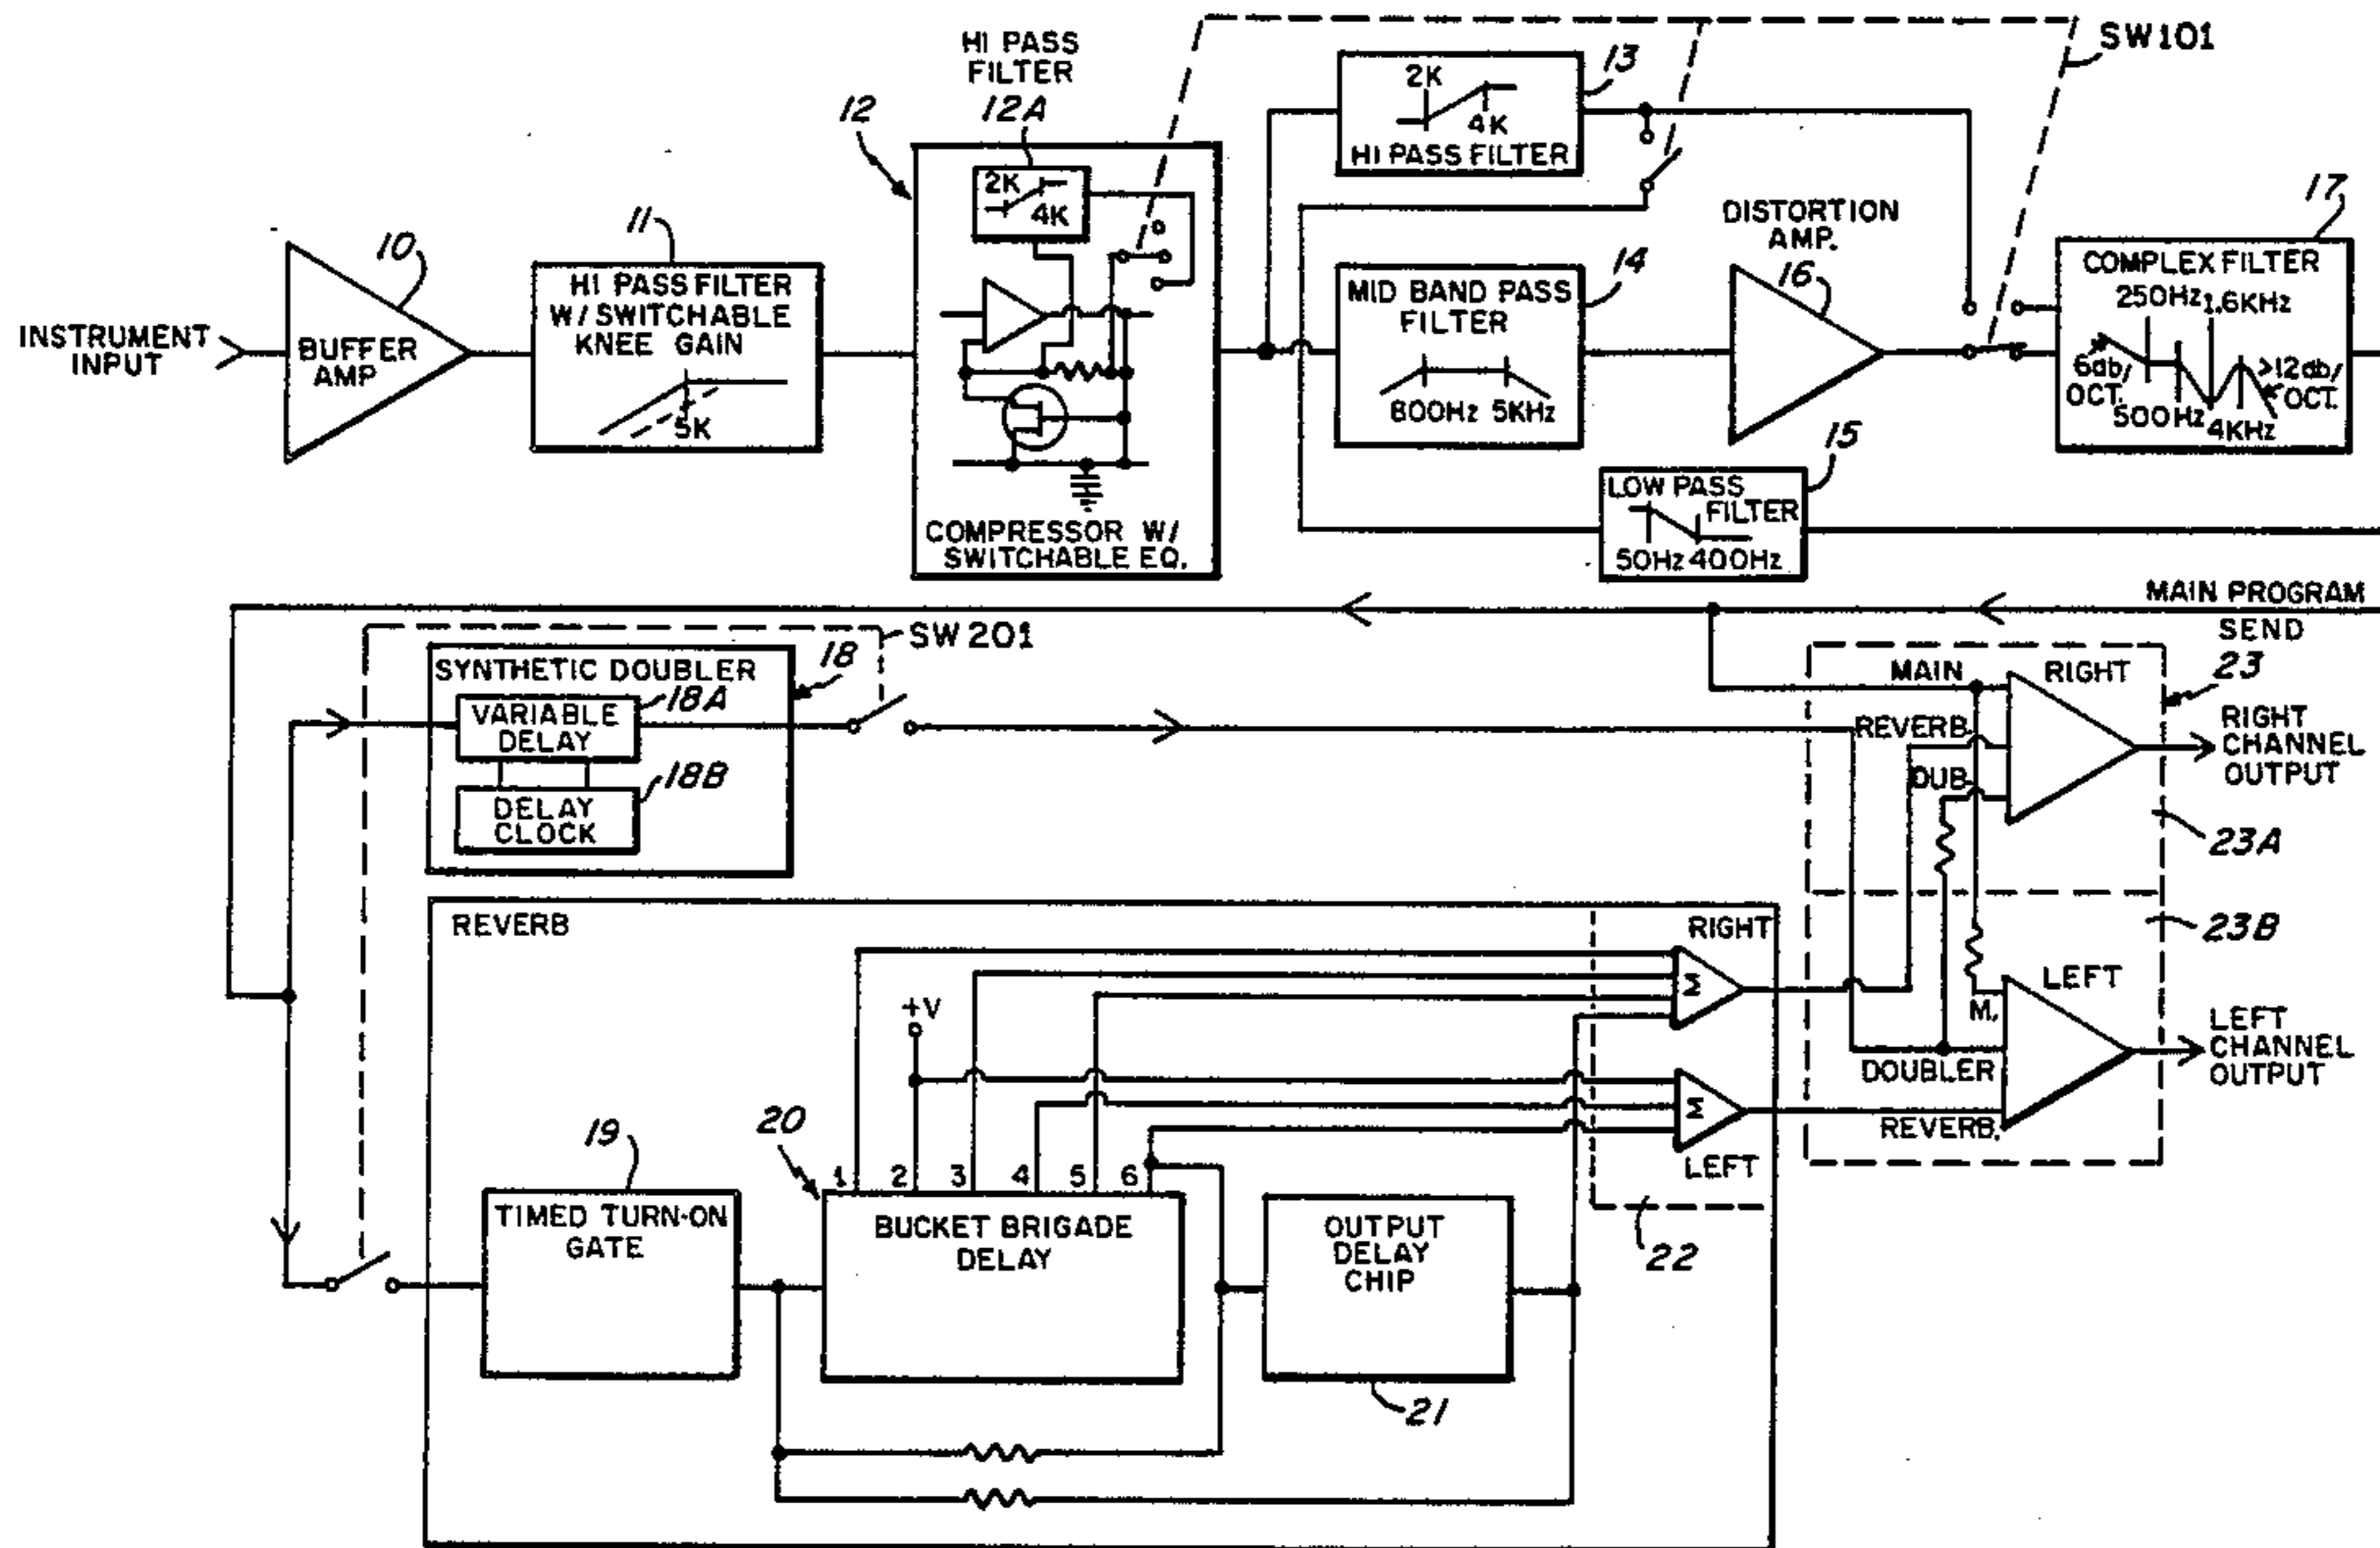 SW101
HI PASS
FILTER
12A
12
2K
4K
COMPRESSOR W/
SWITCHABLE EQ.
INSTRUMENT
INPUT
10
BUFFER
AMP
11
HI PASS FILTER
W/ SWITCHABLE
KNEE GAIN
5K
13
2K
4K
HI PASS FILTER
14
MID BAND PASS
FILTER
800Hz 5KHz
DISTORTION
AMP.
16
15
LOW PASS
FILTER
50Hz 400Hz
17
COMPLEX FILTER
250Hz 1.6KHz
6db/
OCT.
>12db/
OCT.
500Hz 4KHz
MAIN PROGRAM
SEND
SW 201
SYNTHETIC DOUBLER
18
VARIABLE
DELAY
18A
DELAY
CLOCK
18B
MAIN
RIGHT
23
REVERB.
DUB.
RIGHT
CHANNEL
OUTPUT
23A
23B
LEFT
M.
DOUBLER
REVERB.
LEFT
CHANNEL
OUTPUT
REVERB
RIGHT
Σ
+V
Σ
LEFT
22
19
TIMED TURN-ON
GATE
20
1 2 3 4 5 6
BUCKET BRIGADE
DELAY
OUTPUT
DELAY
CHIP
21